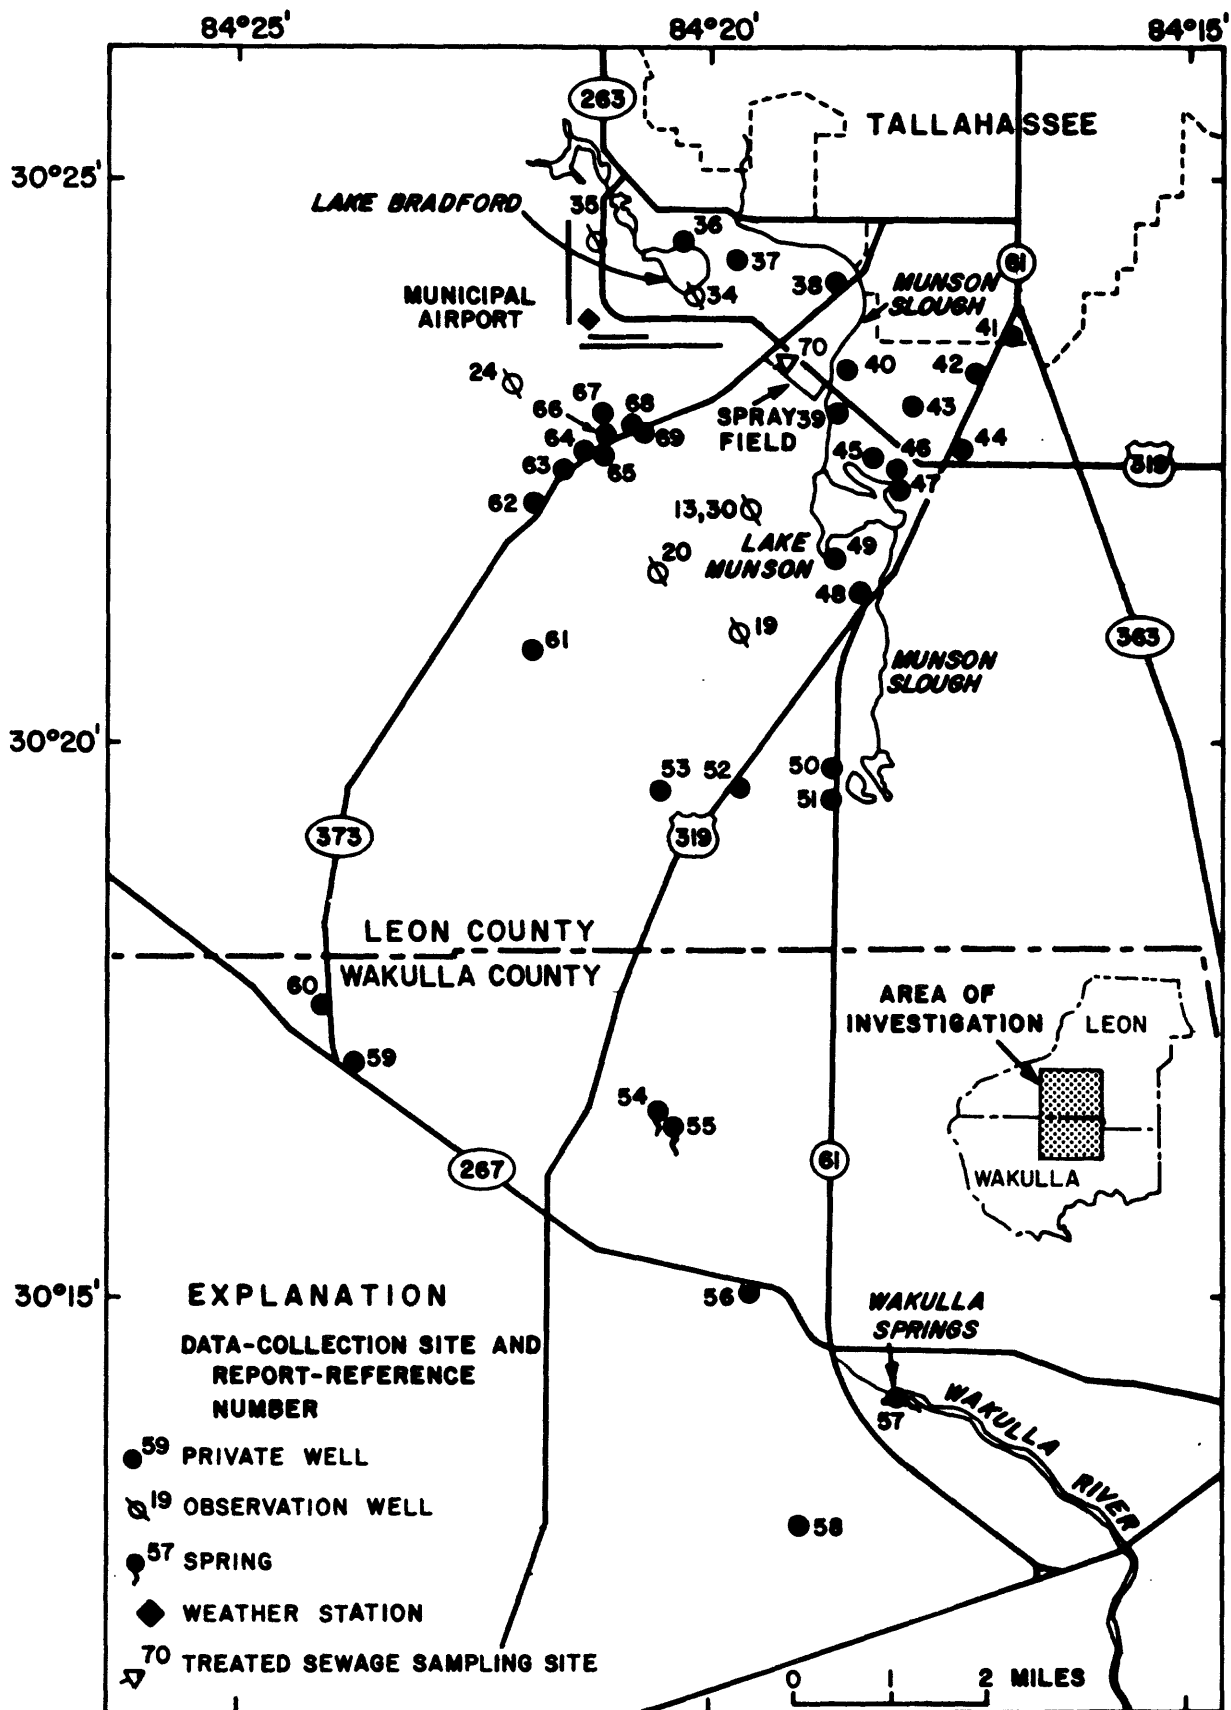 84°25'
84°20'
84°15'
263
TALLAHASSEE
30°25'
LAKE BRADFORD
35
36
37
61
38
MUNSON
SLOUGH
34
MUNICIPAL
AIRPORT
41
70
40
42
24
67
68
66
SPRAY
FIELD
39
43
64
69
45
46
44
63
65
319
62
47
13,30
LAKE
MUNSON
49
20
48
61
19
363
MUNSON
SLOUGH
30°20'
53
52
50
51
373
319
LEON COUNTY
WAKULLA COUNTY
60
AREA OF
INVESTIGATION
LEON
59
54
55
61
267
WAKULLA
30°15'
EXPLANATION
56
WAKULLA
SPRINGS
DATA-COLLECTION SITE AND
REPORT-REFERENCE
NUMBER
57
WAKULLA
RIVER
59 PRIVATE WELL
19 OBSERVATION WELL
58
57 SPRING
WEATHER STATION
70 TREATED SEWAGE SAMPLING SITE
0 1 2 MILES